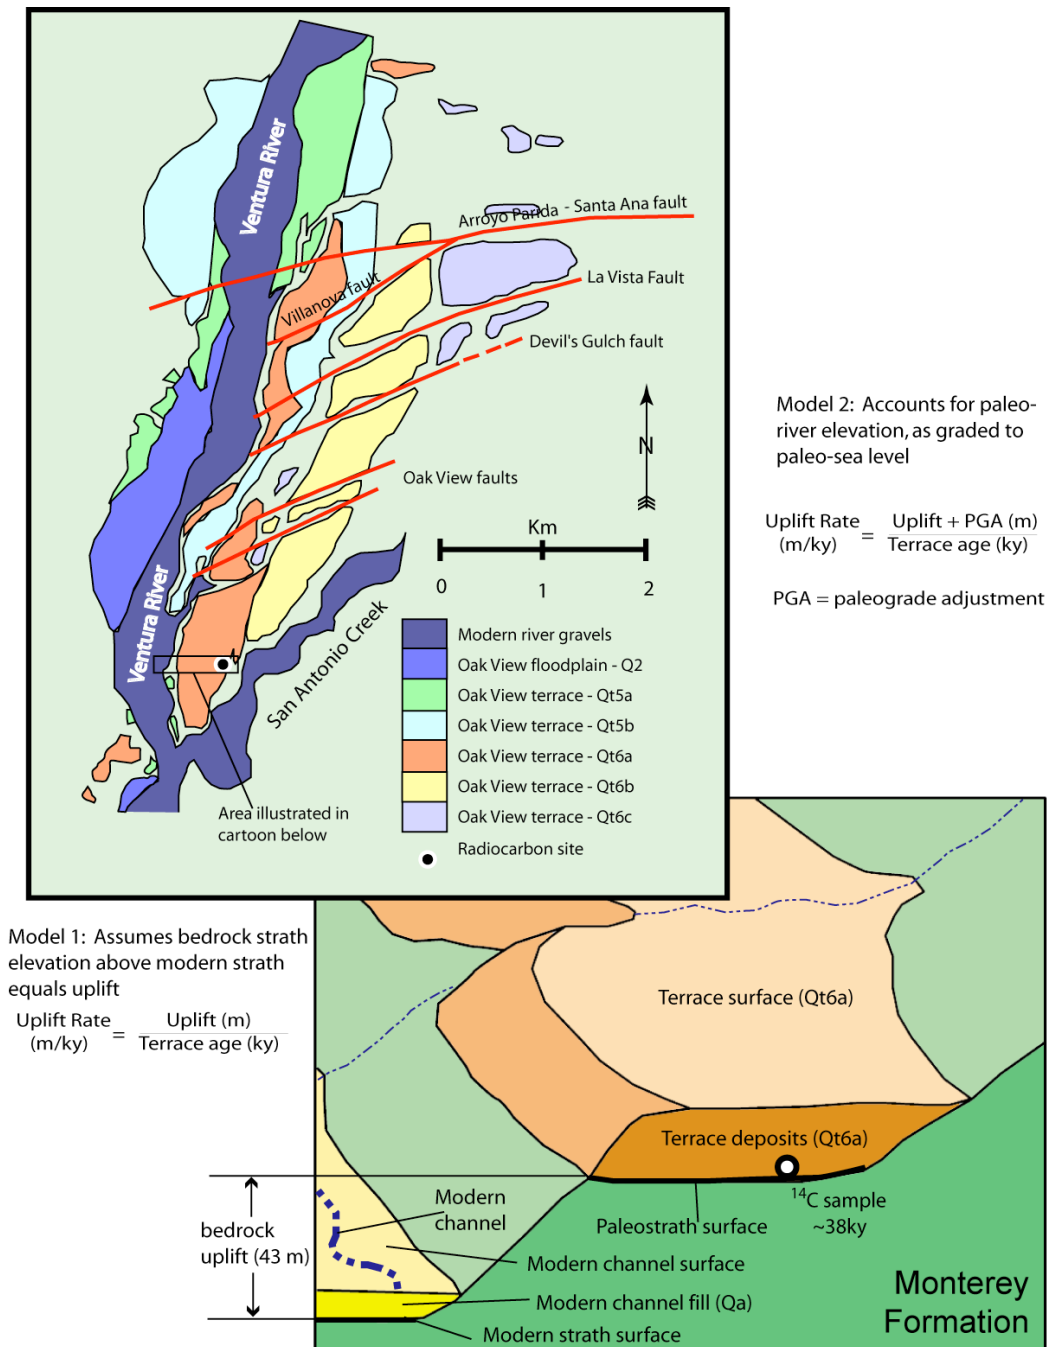 Ventura River
Arroyo Parida - Santa Ana fault
Villanova fault
La Vista Fault
Devil's Gulch fault
N
Oak View faults
Km
0 1 2
Ventura River
San Antonio Creek
Modern river gravels
Oak View floodplain - Q2
Oak View terrace - Qt5a
Oak View terrace - Qt5b
Oak View terrace - Qt6a
Oak View terrace - Qt6b
Oak View terrace - Qt6c
Radiocarbon site
Area illustrated in
cartoon below
Model 2: Accounts for paleo-
river elevation, as graded to
paleo-sea level
Uplift Rate
(m/ky)
=
Uplift + PGA (m)
Terrace age (ky)
PGA = paleograde adjustment
Model 1: Assumes bedrock strath
elevation above modern strath
equals uplift
Uplift Rate
(m/ky)
=
Uplift (m)
Terrace age (ky)
Terrace surface (Qt6a)
Terrace deposits (Qt6a)
14C sample
~38ky
Paleostrath surface
Modern
channel
bedrock
uplift (43 m)
Modern channel surface
Modern channel fill (Qa)
Modern strath surface
Monterey
Formation